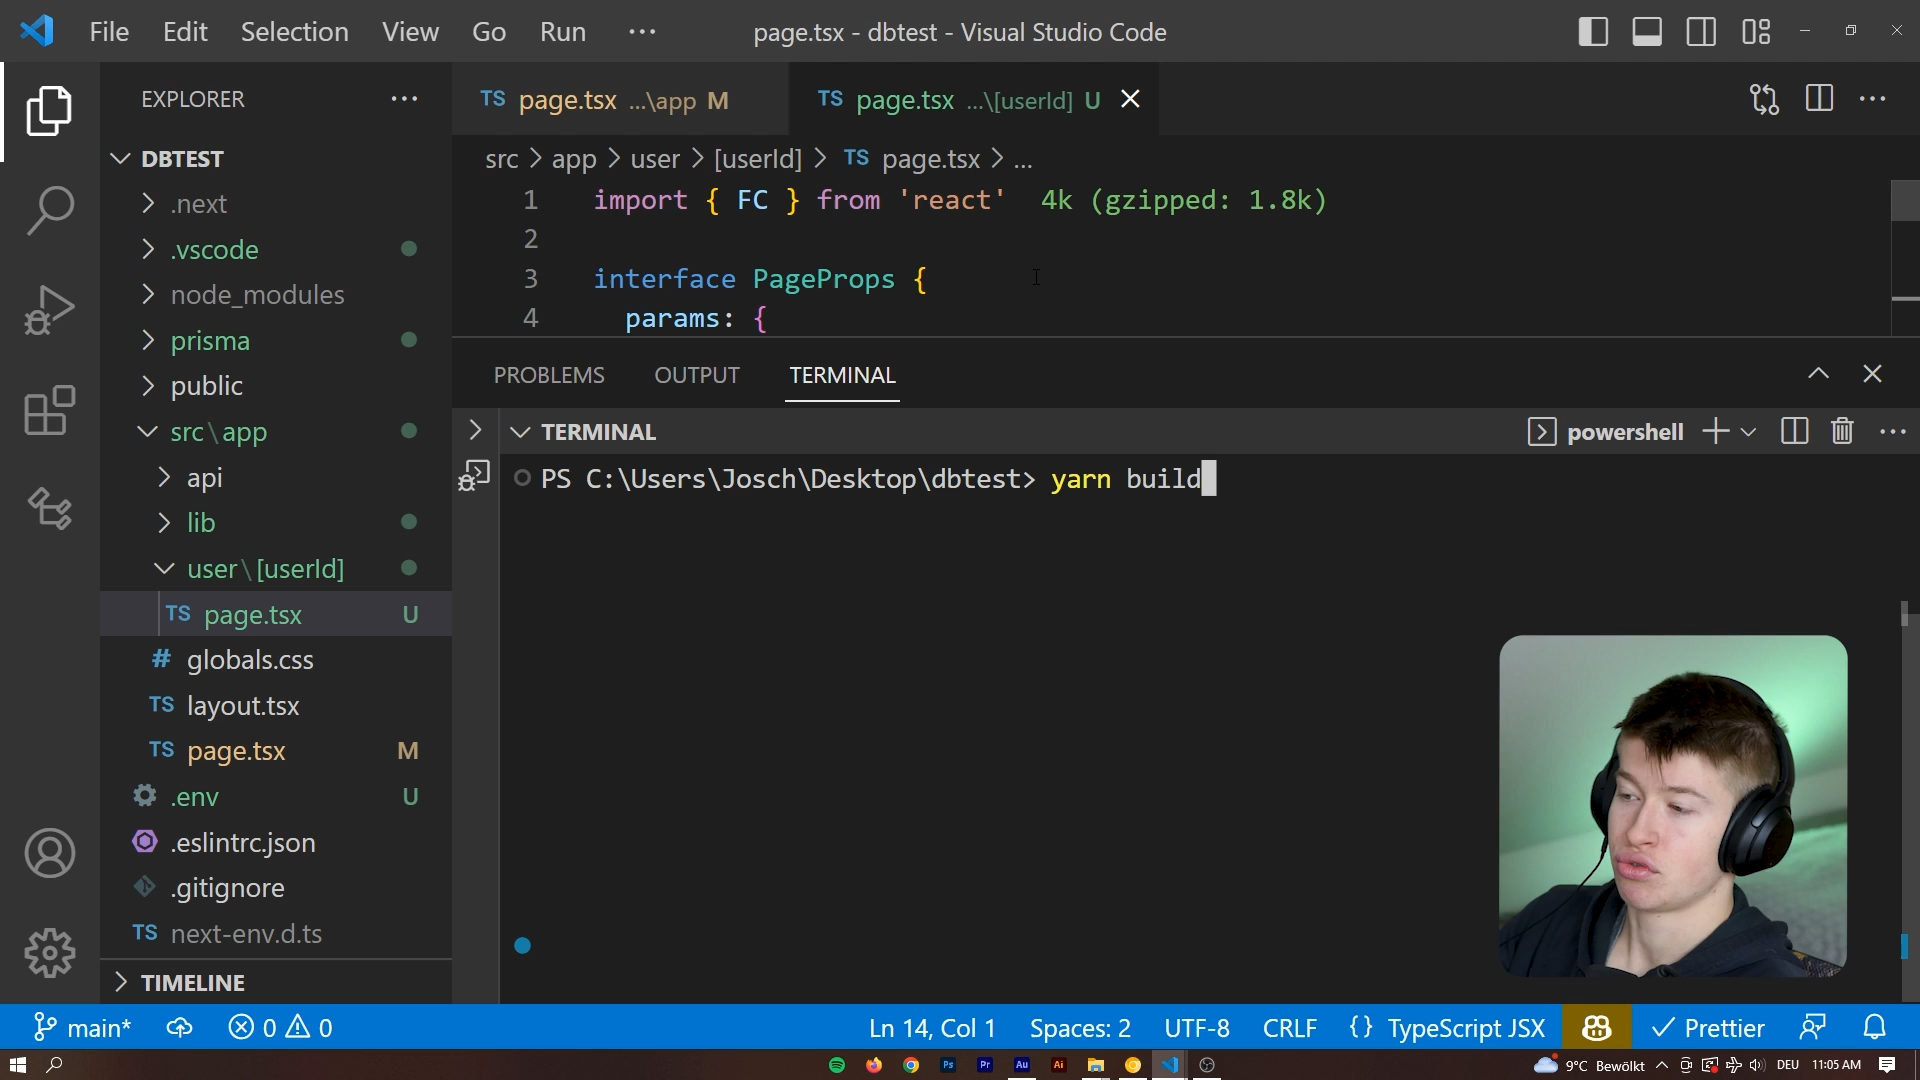 File Edit Selection View Go Run ··· page.tsx - dbtest - Visual Studio Code
EXPLORER ···
DBTEST
.next
.vscode
node_modules
prisma
public
src\app
api
lib
user\[userId]
TS page.tsx U
# globals.css
TS layout.tsx
TS page.tsx M
.env U
.eslintrc.json
.gitignore
TS next-env.d.ts
TIMELINE
TS page.tsx ...\app M TS page.tsx ...\[userId] U
src > app > user > [userId] > TS page.tsx > ...
1 import { FC } from 'react' 4k (gzipped: 1.8k)
2
3 interface PageProps {
4 params: {
PROBLEMS OUTPUT TERMINAL
TERMINAL powershell
PS C:\Users\Josch\Desktop\dbtest> yarn build
main* 0 0 Ln 14, Col 1 Spaces: 2 UTF-8 CRLF {} TypeScript JSX Prettier
Ps Pr Au Ai 9°C Bewölkt DEU 11:05 AM